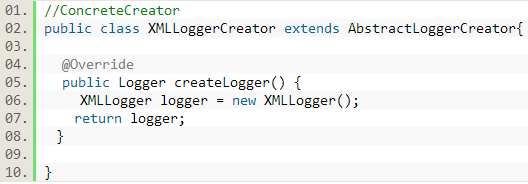 01. //ConcreteCreator
02. public class XMLLoggerCreator extends AbstractLoggerCreator{
03.
04. @Override
05. public Logger createLogger() {
06. XMLLogger logger = new XMLLogger();
07. return logger;
08. }
09.
10. }